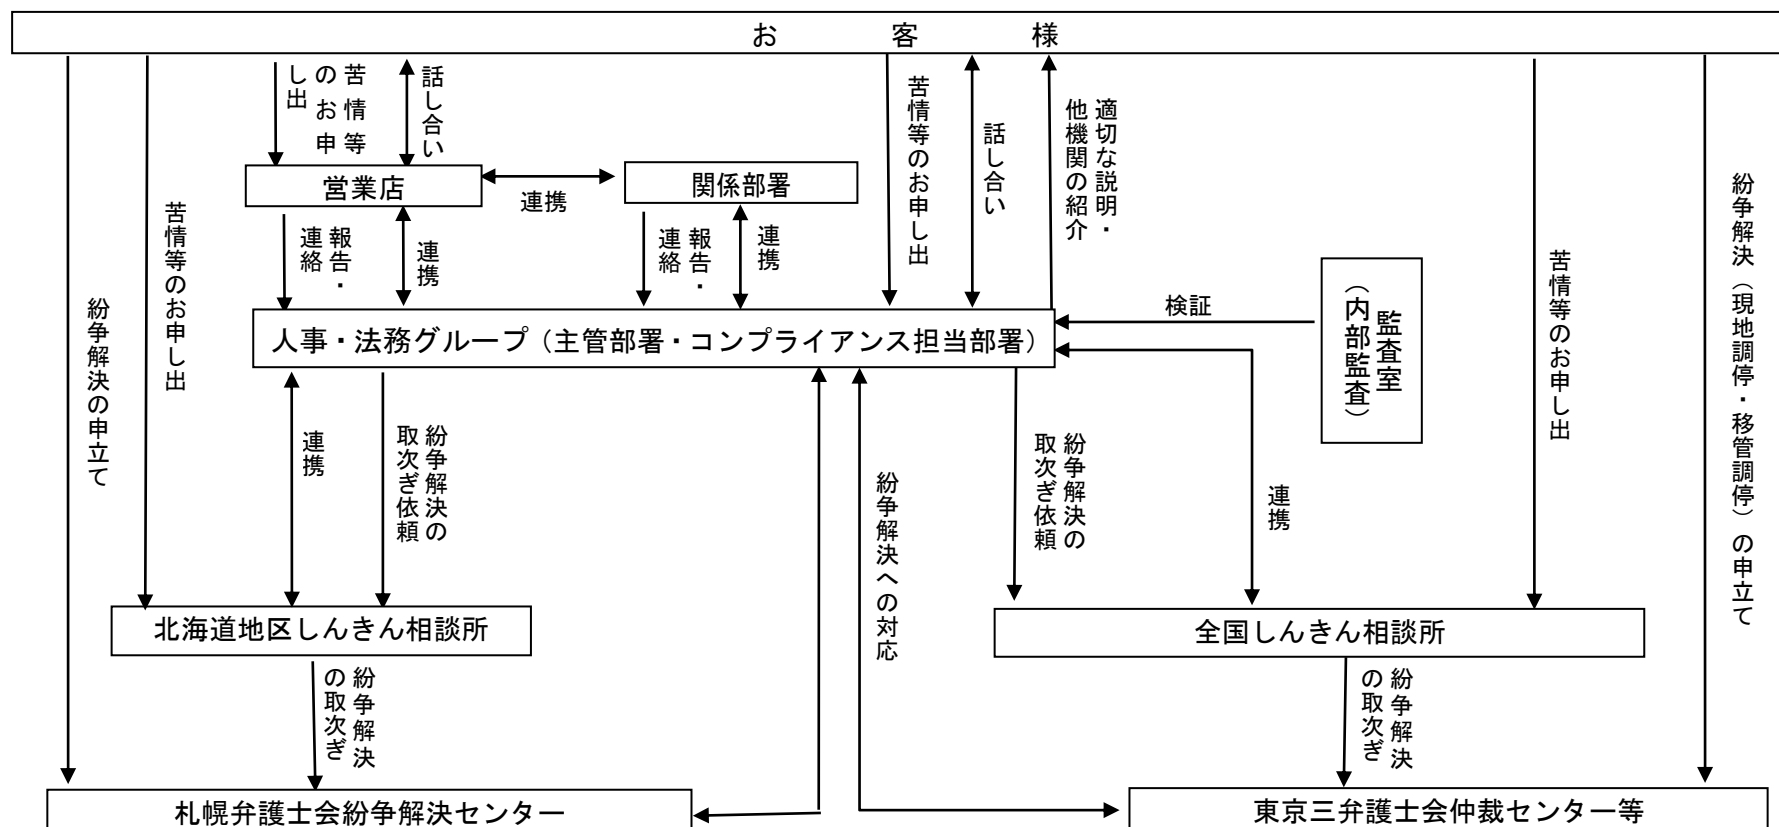 お客様
苦情等
のお申
し出
話し合い
苦情等のお申し出
話し合い
適切な説明・
他機関の紹介
営業店
連携
関係部署
報告・
連絡
連携
報告・
連絡
連携
紛争解決の申立て
苦情等のお申し出
苦情等のお申し出
紛争解決（現地調停・移管調停）の申立て
検証
監査室
（内部監査）
人事・法務グループ（主管部署・コンプライアンス担当部署）
連携
紛争解決の
取次ぎ依頼
紛争解決への対応
紛争解決の
取次ぎ依頼
連携
北海道地区しんきん相談所
全国しんきん相談所
紛争解決
の取次ぎ
紛争解決
の取次ぎ
札幌弁護士会紛争解決センター
東京三弁護士会仲裁センター等